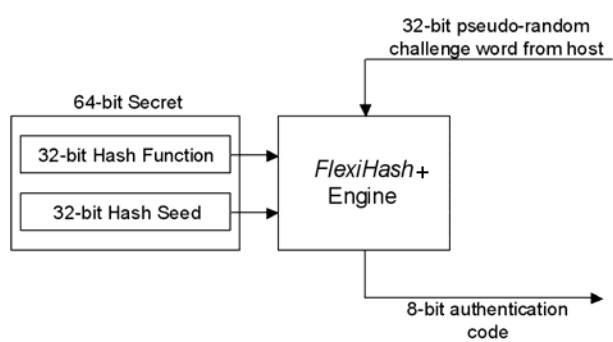 32-bit pseudo-random
challenge word from host
64-bit Secret
32-bit Hash Function
32-bit Hash Seed
FlexiHash+
Engine
8-bit authentication
code